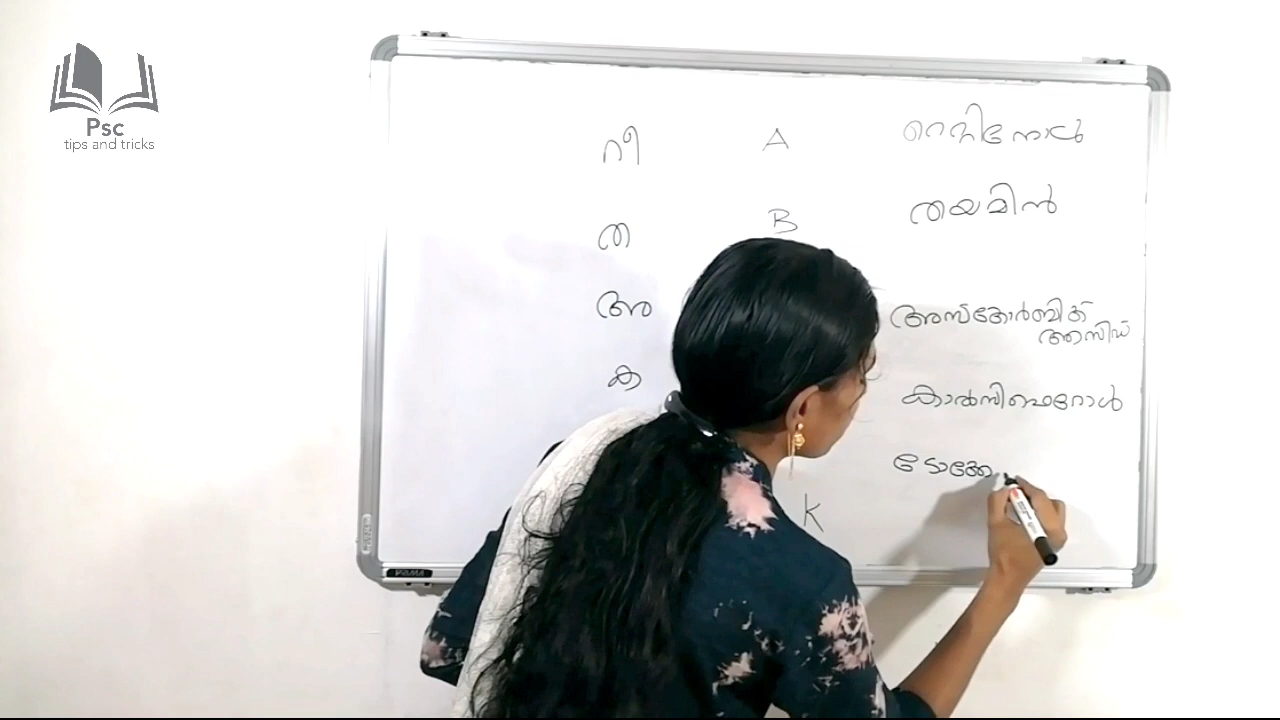 Psc
tips and tricks
റീ A റെറ്റിനോൾ
ത B തയമിൻ
അ അസ്കോർബിക്
ആസിഡ്
ക കാൽസിഫെറോൾ
ടോക്കോ
K